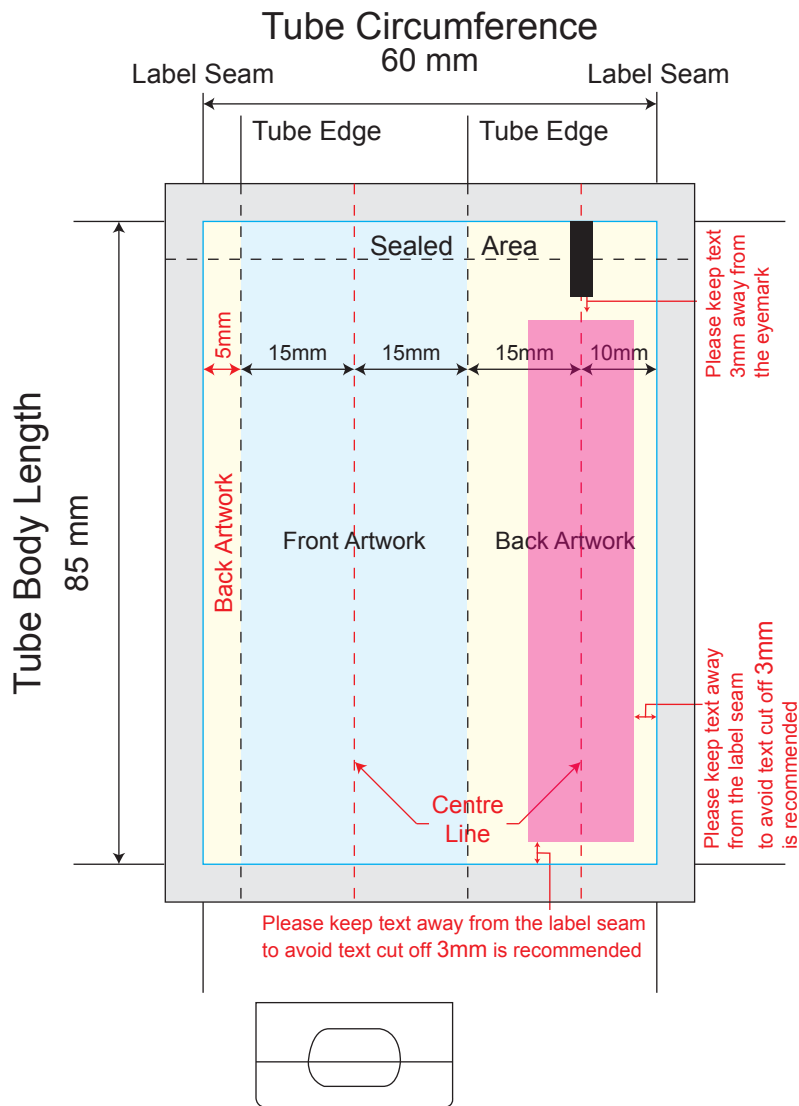 Tube Circumference
60 mm
Label Seam
Label Seam
Tube Edge
Tube Edge
Sealed Area
Please keep text
3mm away from
the eyemark
5mm
15mm
15mm
15mm
10mm
Tube Body Length
85 mm
Back Artwork
Front Artwork
Back Artwork
Please keep text away
from the label seam
to avoid text cut off 3mm
is recommended
Centre
Line
Please keep text away from the label seam
to avoid text cut off 3mm is recommended